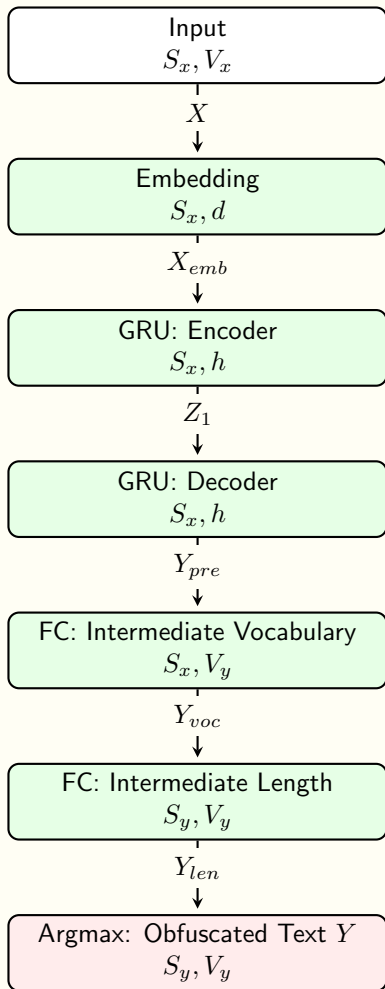 Input
S_x, V_x
X
Embedding
S_x, d
X_emb
GRU: Encoder
S_x, h
Z_1
GRU: Decoder
S_x, h
Y_pre
FC: Intermediate Vocabulary
S_x, V_y
Y_voc
FC: Intermediate Length
S_y, V_y
Y_len
Argmax: Obfuscated Text Y
S_y, V_y